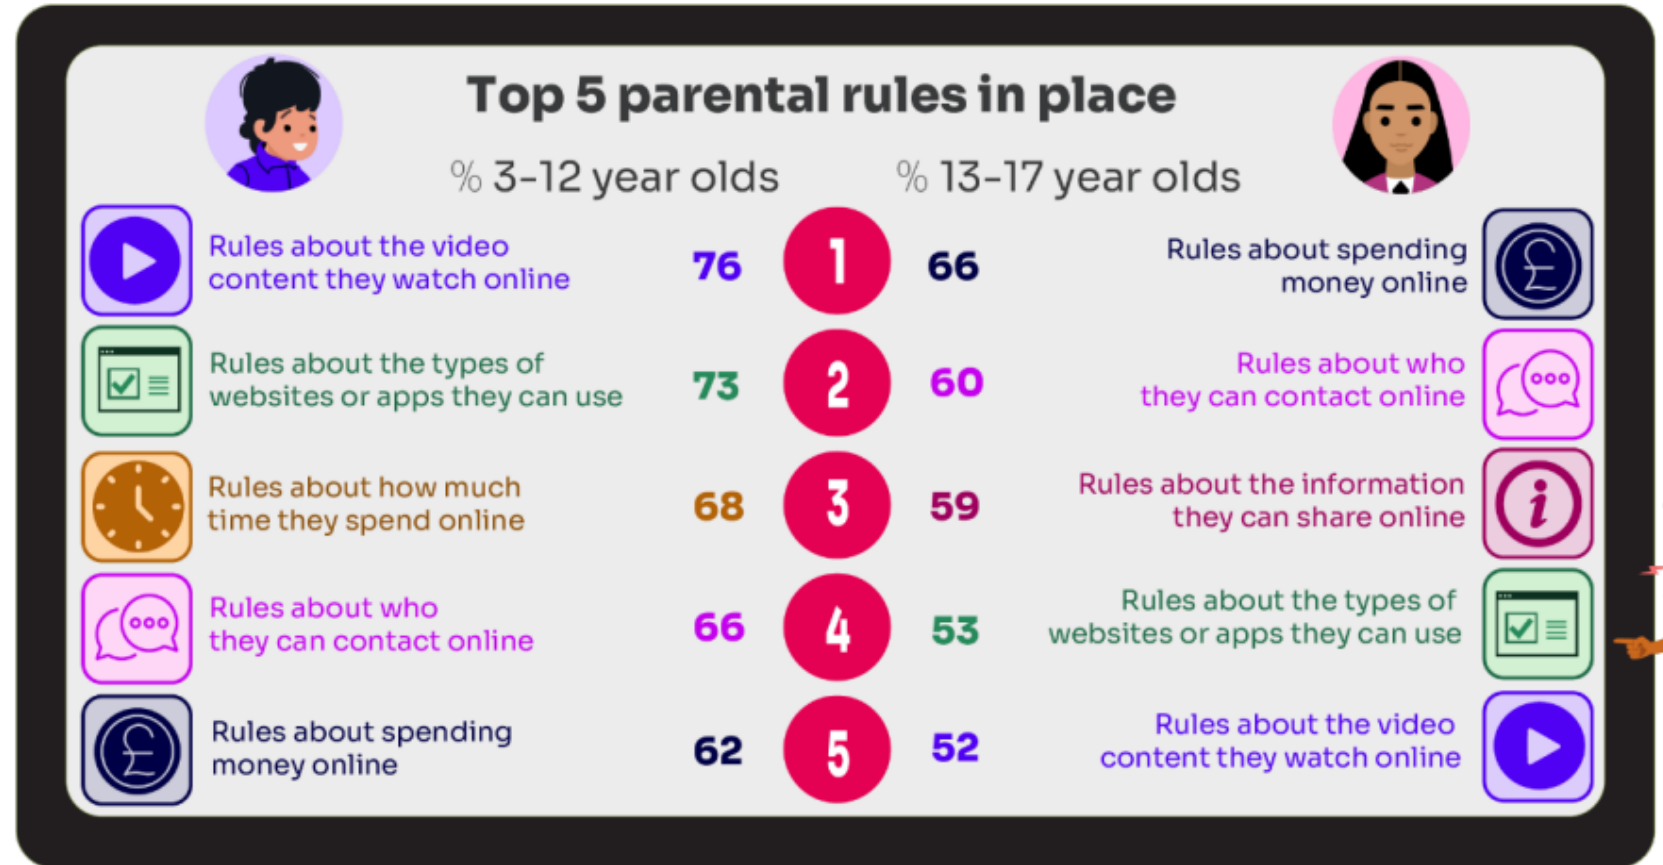 Top 5 parental rules in place
% 3-12 year olds
% 13-17 year olds
Rules about the video
content they watch online
76
1
66
Rules about spending
money online
Rules about the types of
websites or apps they can use
73
2
60
Rules about who
they can contact online
Rules about how much
time they spend online
68
3
59
Rules about the information
they can share online
Rules about who
they can contact online
66
4
53
Rules about the types of
websites or apps they can use
Rules about spending
money online
62
5
52
Rules about the video
content they watch online